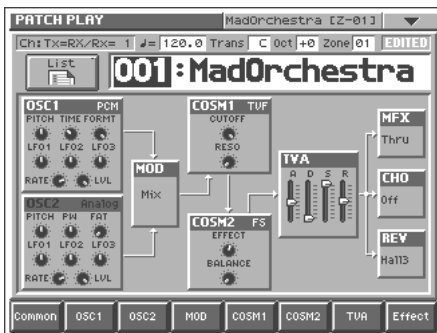 PATCH PLAY MadOrchestra [Z-01]
Ch:Tx=RX/Rx= 1 ♩=120.0 Trans C Oct +0 Zone 01 EDITED
List 001:MadOrchestra
OSC1 PCM
PITCH TIME FORMT
LFO1 LFO2 LFO3
RATE LVL
OSC2 Analog
PITCH PW FAT
LFO1 LFO2 LFO3
RATE LVL
MOD
Mix
COSM1 TVF
CUTOFF
RESO
COSM2 FS
EFFECT
BALANCE
TVA
A D S R
MFX
Thru
CHO
Off
REV
Hall3
Common OSC1 OSC2 MOD COSM1 COSM2 TVA Effect